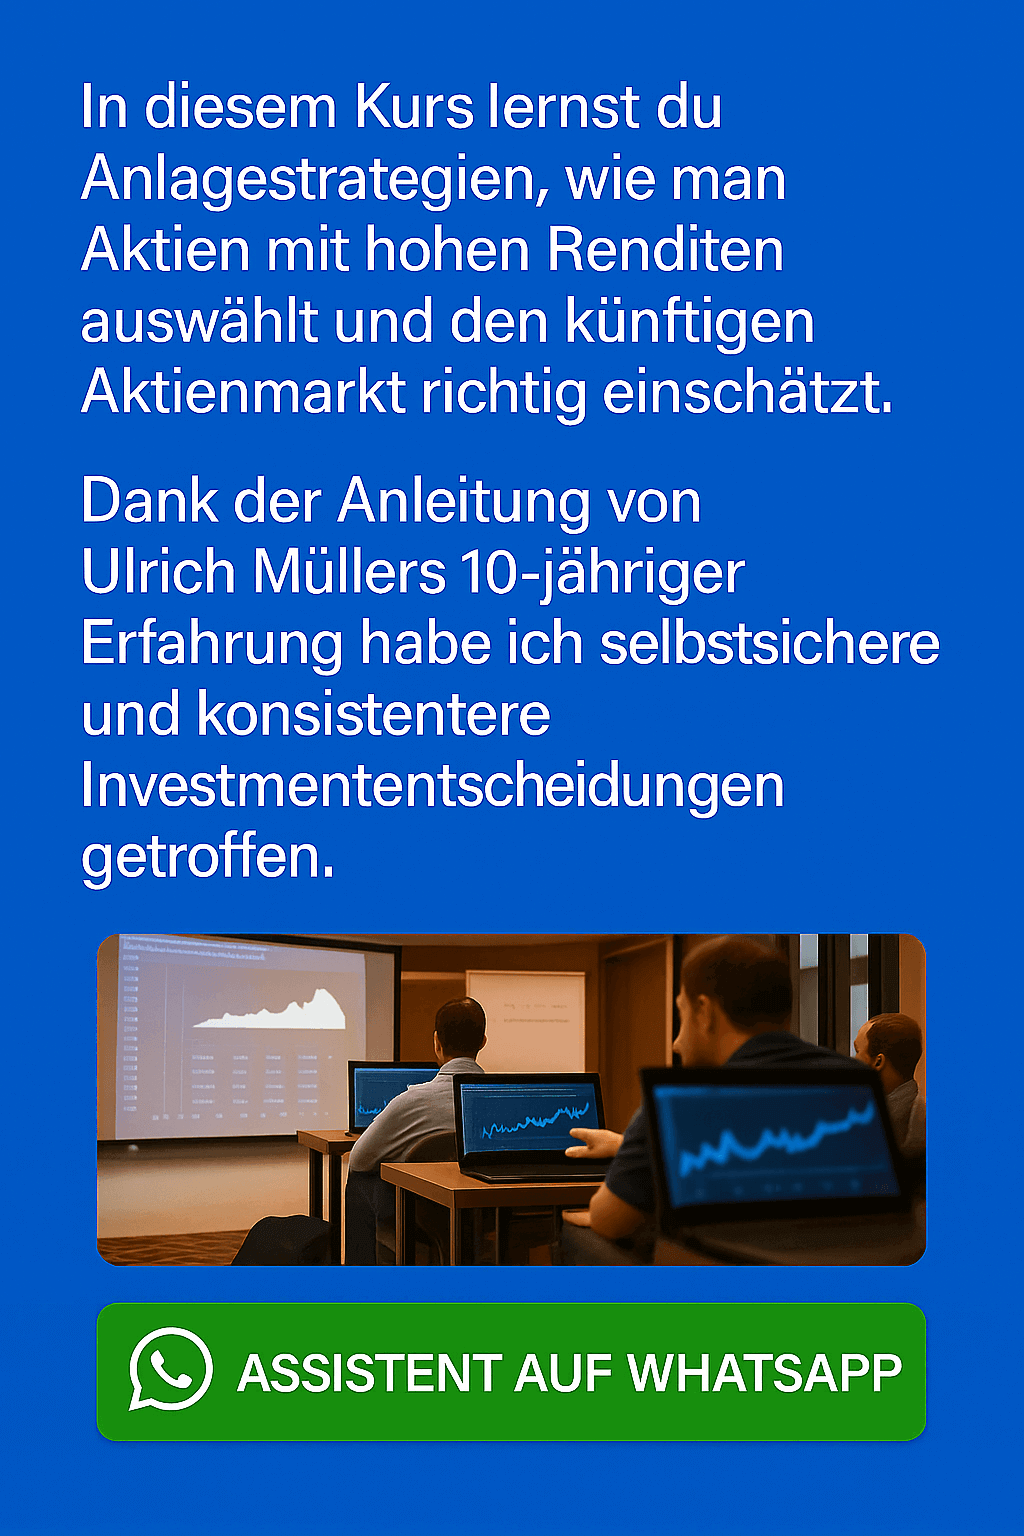 In diesem Kurs lernst du
Anlagestrategien, wie man
Aktien mit hohen Renditen
auswählt und den künftigen
Aktienmarkt richtig einschätzt.
Dank der Anleitung von
Ulrich Müllers 10-jähriger
Erfahrung habe ich selbstsichere
und konsistentere
Investmententscheidungen
getroffen.
ASSISTENT AUF WHATSAPP